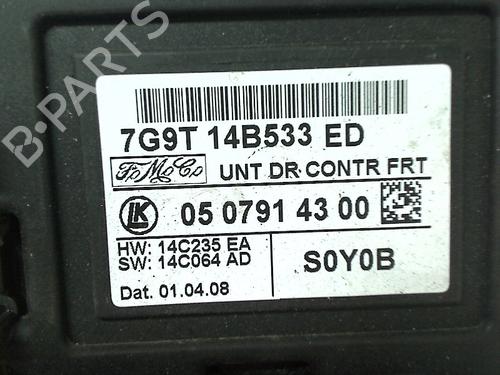 B-PARTS
7G9T 14B533 ED
FoMoCo UNT DR CONTR FRT
LK 05 0791 43 00
HW: 14C235 EA
SW: 14C064 AD
S0Y0B
Dat. 01.04.08